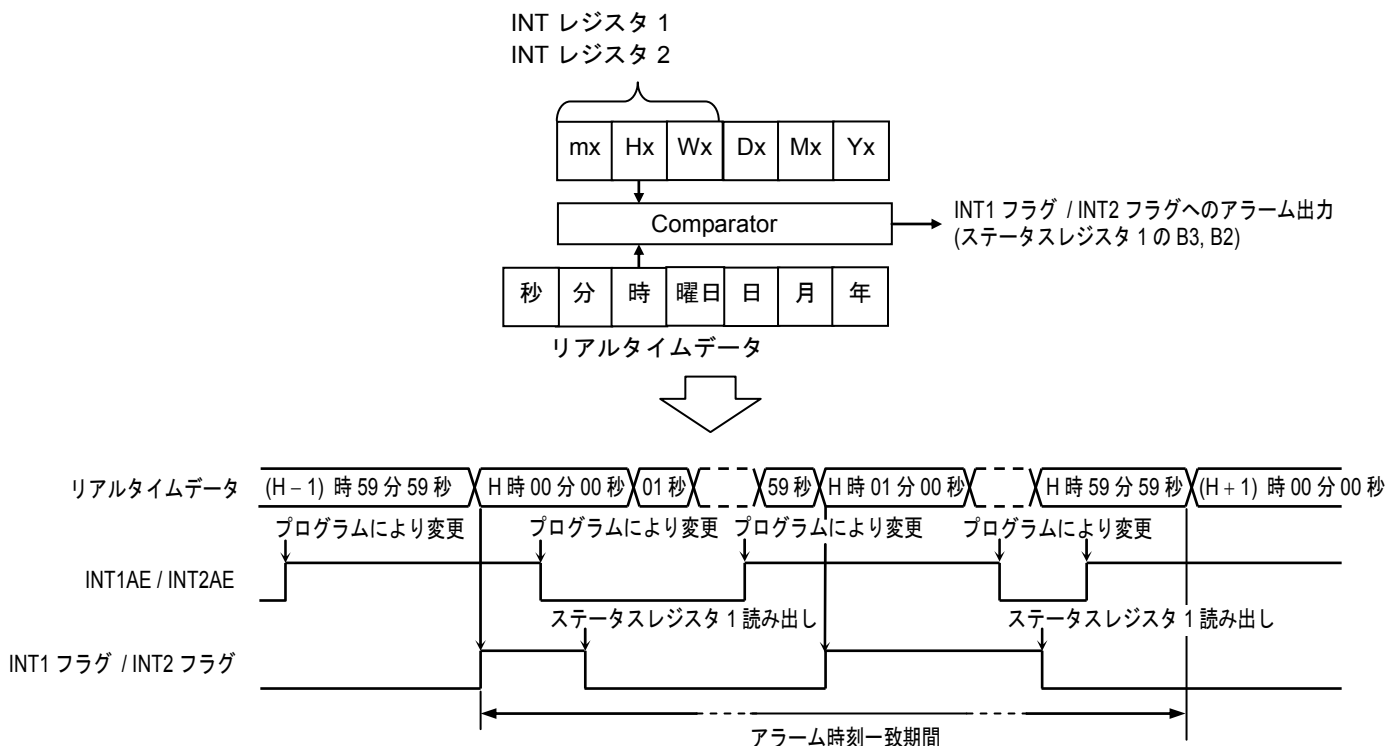 INT レジスタ 1
INT レジスタ 2
mx Hx Wx Dx Mx Yx
Comparator
INT1 フラグ / INT2 フラグへのアラーム出力
(ステータスレジスタ 1 の B3, B2)
秒 分 時 曜日 日 月 年
リアルタイムデータ
リアルタイムデータ (H − 1) 時 59 分 59 秒 H 時 00 分 00 秒 01 秒 59 秒 H 時 01 分 00 秒 H 時 59 分 59 秒 (H + 1) 時 00 分 00 秒
プログラムにより変更 プログラムにより変更 プログラムにより変更 プログラムにより変更
INT1AE / INT2AE
ステータスレジスタ 1 読み出し ステータスレジスタ 1 読み出し
INT1 フラグ / INT2 フラグ
アラーム時刻一致期間